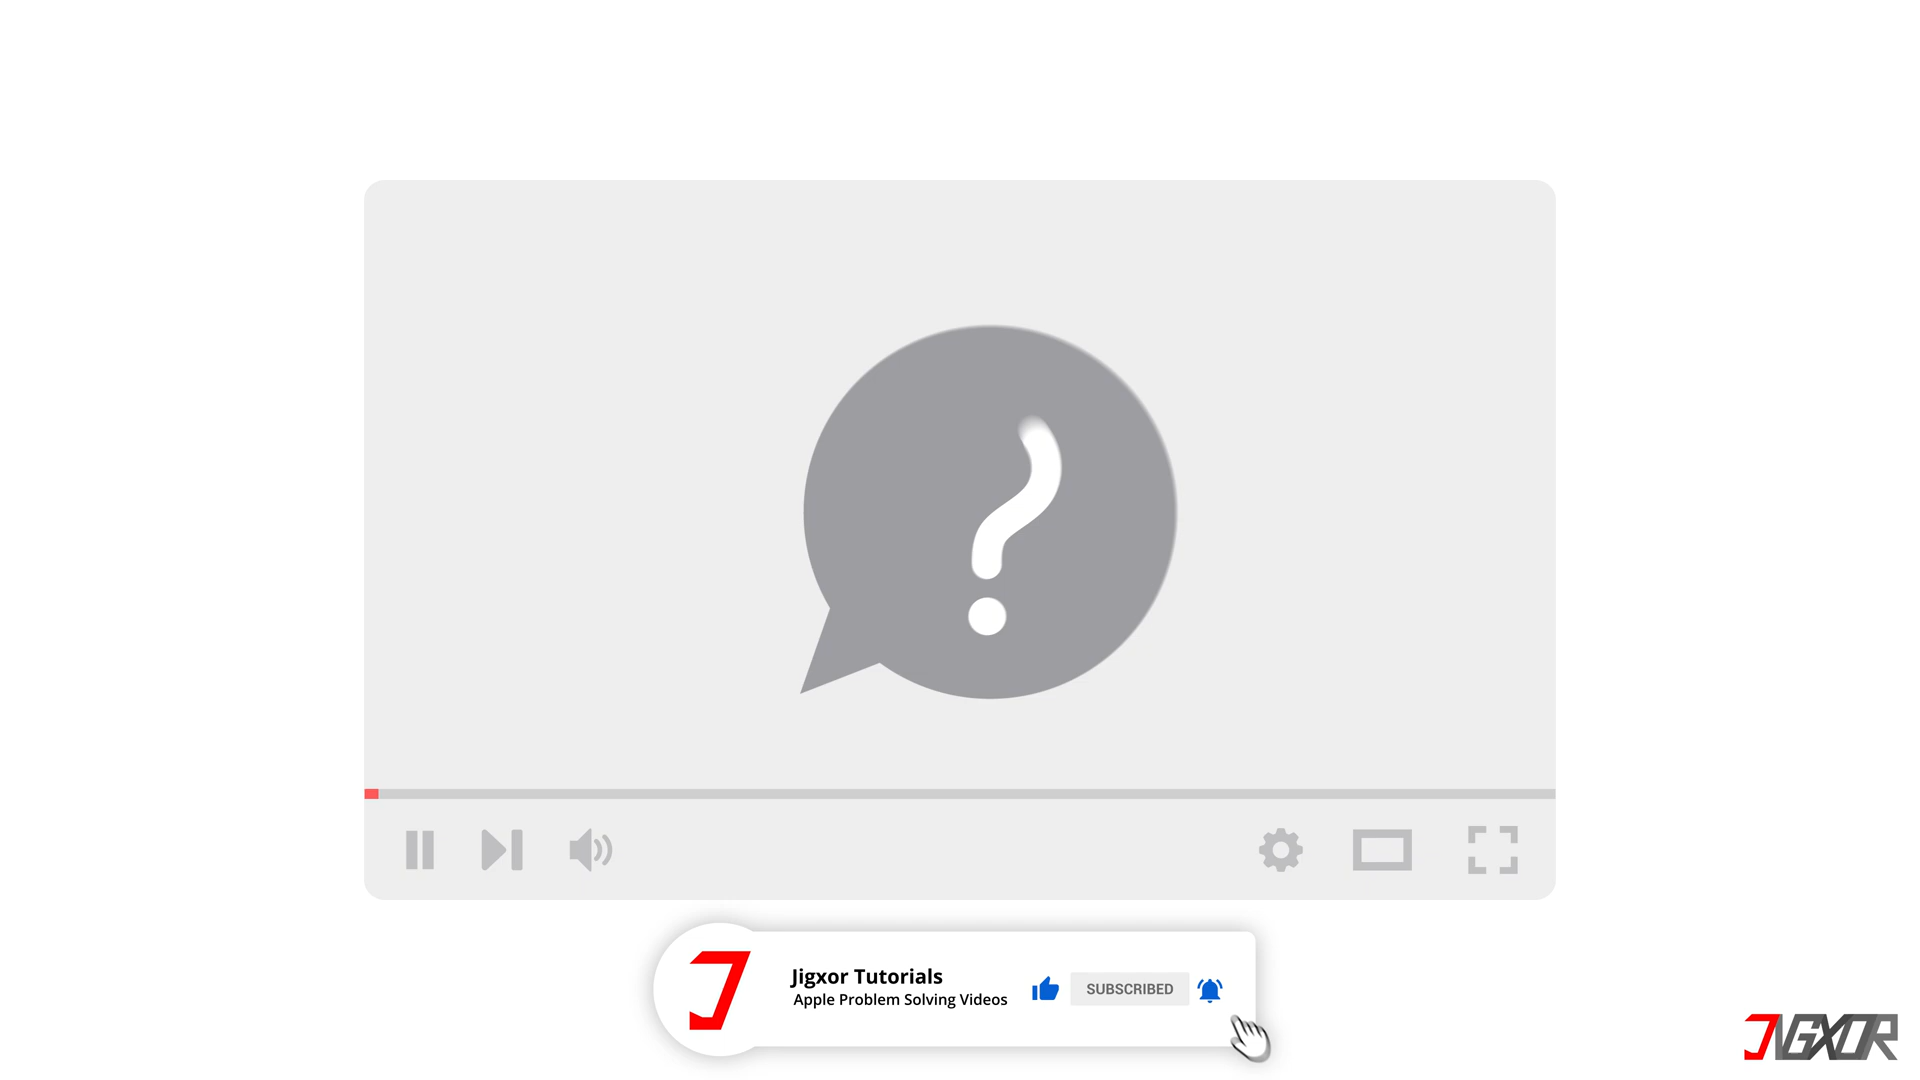 ?
Jigxor Tutorials
Apple Problem Solving Videos
SUBSCRIBED
JIGXOR